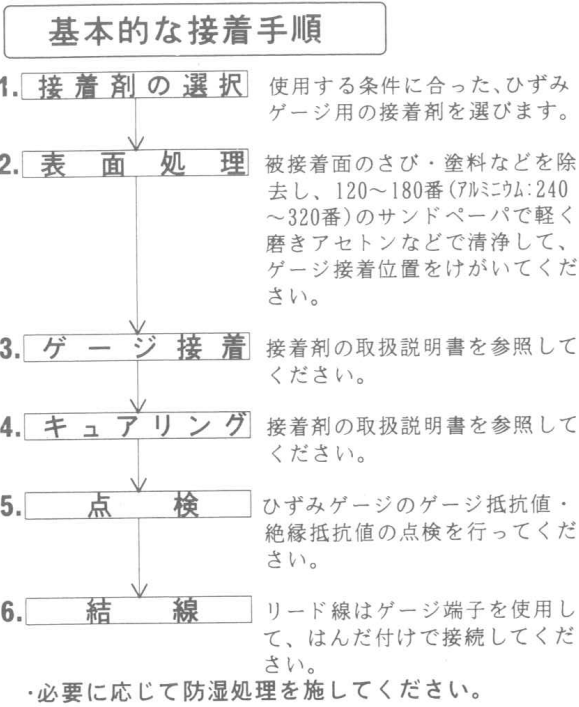 基本的な接着手順
1. 接着剤の選択
使用する条件に合った、ひずみ
ゲージ用の接着剤を選びます。
2. 表面処理
被接着面のさび・塗料などを除
去し、120〜180番(アルミニウム:240
〜320番)のサンドペーパで軽く
磨きアセトンなどで清浄して、
ゲージ接着位置をけがいてくだ
さい。
3. ゲージ接着
接着剤の取扱説明書を参照して
ください。
4. キュアリング
接着剤の取扱説明書を参照して
ください。
5. 点検
ひずみゲージのゲージ抵抗値・
絶縁抵抗値の点検を行ってくだ
さい。
6. 結線
リード線はゲージ端子を使用し
て、はんだ付けで接続してくだ
さい。
・必要に応じて防湿処理を施してください。